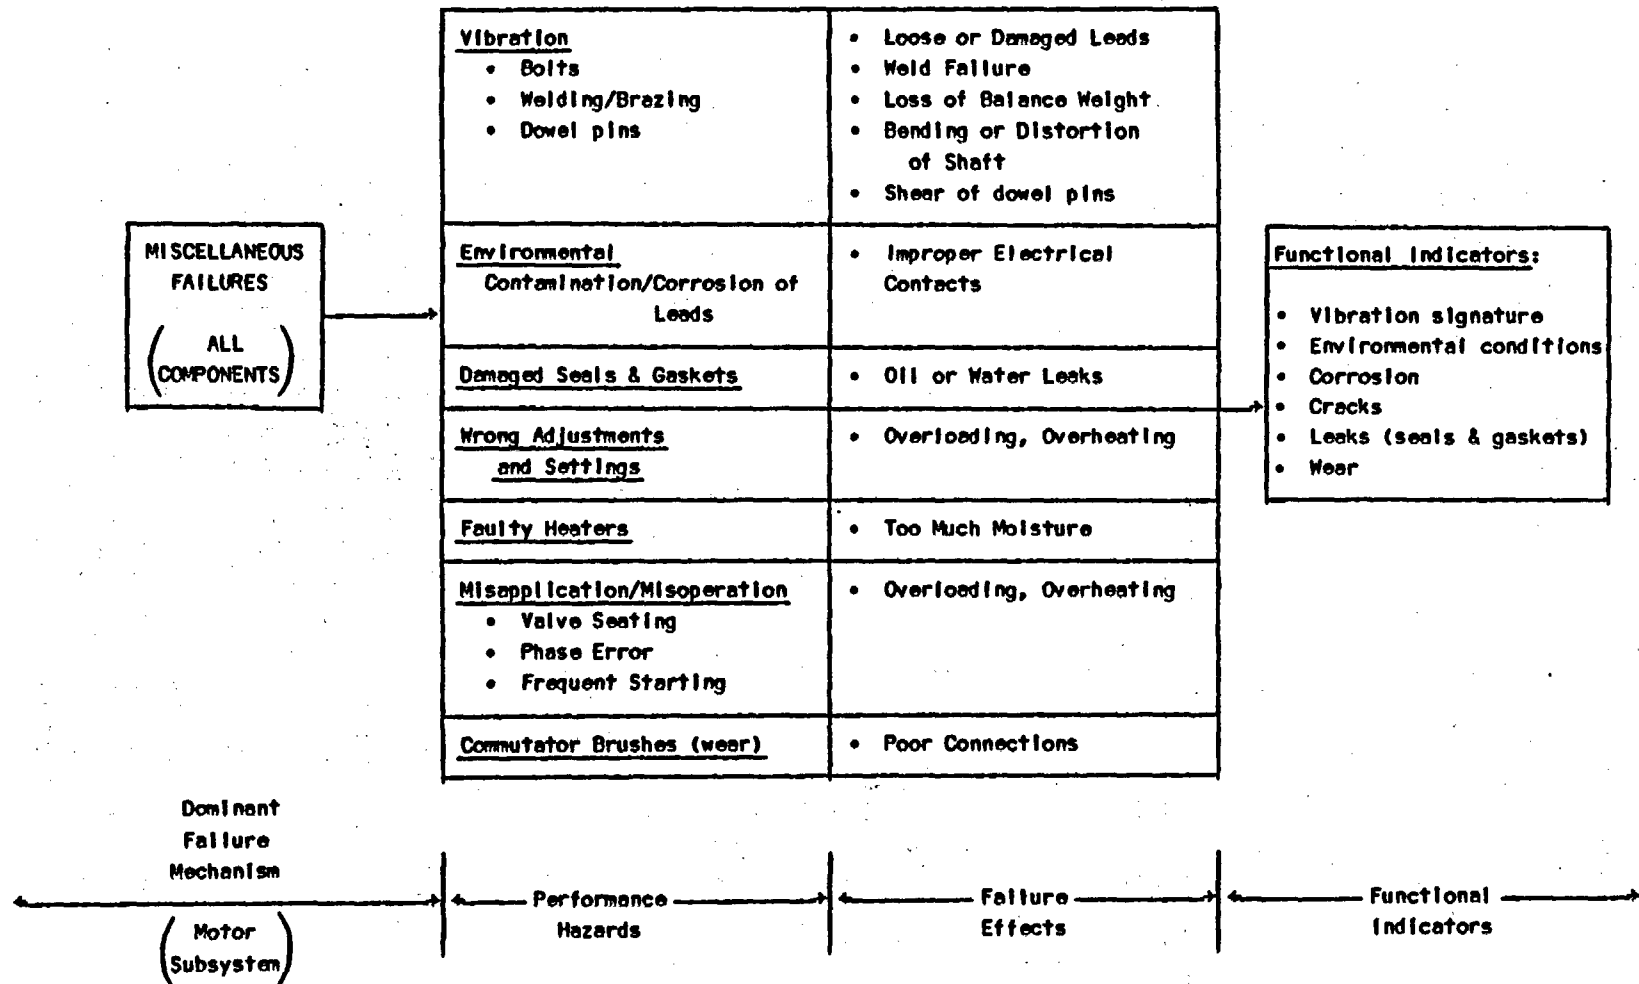 MISCELLANEOUS
FAILURES
(ALL
COMPONENTS)
Vibration
• Bolts
• Welding/Brazing
• Dowel pins
• Loose or Damaged Leads
• Weld Failure
• Loss of Balance Weight
• Bending or Distortion
of Shaft
• Shear of dowel pins
Environmental
Contamination/Corrosion of
Leads
• Improper Electrical
Contacts
Damaged Seals & Gaskets
• Oil or Water Leaks
Wrong Adjustments
and Settings
• Overloading, Overheating
Faulty Heaters
• Too Much Moisture
Misapplication/Misoperation
• Valve Seating
• Phase Error
• Frequent Starting
• Overloading, Overheating
Commutator Brushes (wear)
• Poor Connections
Functional Indicators:
• Vibration signature
• Environmental conditions
• Corrosion
• Cracks
• Leaks (seals & gaskets)
• Wear
Dominant
Failure
Mechanism
(Motor
Subsystem)
Performance
Hazards
Failure
Effects
Functional
Indicators